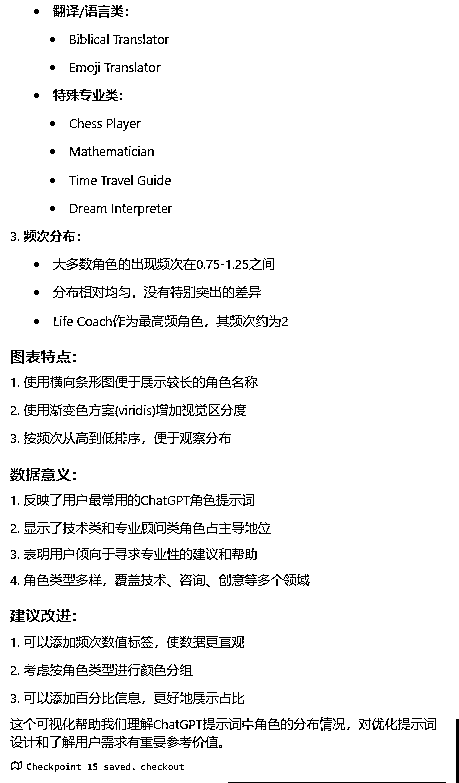 • 翻译/语言类：
• Biblical Translator
• Emoji Translator
• 特殊专业类：
• Chess Player
• Mathematician
• Time Travel Guide
• Dream Interpreter
3. 频次分布：
• 大多数角色的出现频次在0.75-1.25之间
• 分布相对均匀，没有特别突出的差异
• Life Coach作为最高频角色，其频次约为2
图表特点：
1. 使用横向条形图便于展示较长的角色名称
2. 使用渐变色方案(viridis)增加视觉区分度
3. 按频次从高到低排序，便于观察分布
数据意义：
1. 反映了用户最常用的ChatGPT角色提示词
2. 显示了技术类和专业顾问类角色占主导地位
3. 表明用户倾向于寻求专业性的建议和帮助
4. 角色类型多样，覆盖技术、咨询、创意等多个领域
建议改进：
1. 可以添加频次数值标签，使数据更直观
2. 考虑按角色类型进行颜色分组
3. 可以添加百分比信息，更好地展示占比
这个可视化帮助我们理解ChatGPT提示词中角色的分布情况，对优化提示词
设计和了解用户需求有重要参考价值。
Checkpoint 15 saved. checkout